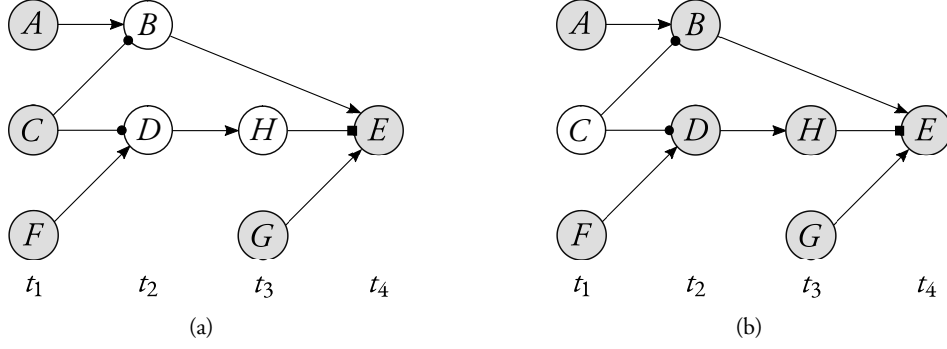 A B A B
C D H E C D H E
F G F G
t1 t2 t3 t4 t1 t2 t3 t4
(a) (b)